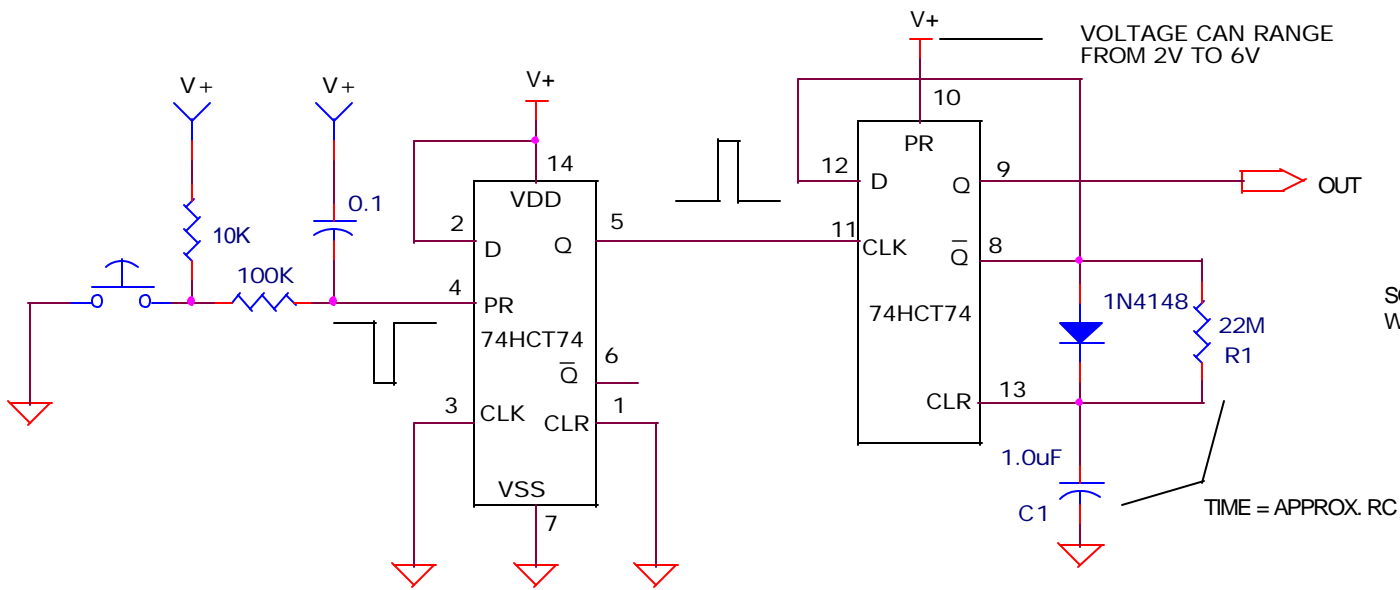 V+
VOLTAGE CAN RANGE
FROM 2V TO 6V
V+
V+
V+
10
PR
14
VDD
12
D
Q
9
OUT
0.1
10K
2
D
Q
5
11
CLK
Q
8
100K
4
PR
74HCT74
1N4148
22M
R1
74HCT74
6
Q
3
CLK
CLR
1
CLR
13
1.0uF
C1
VSS
7
TIME = APPROX. RC